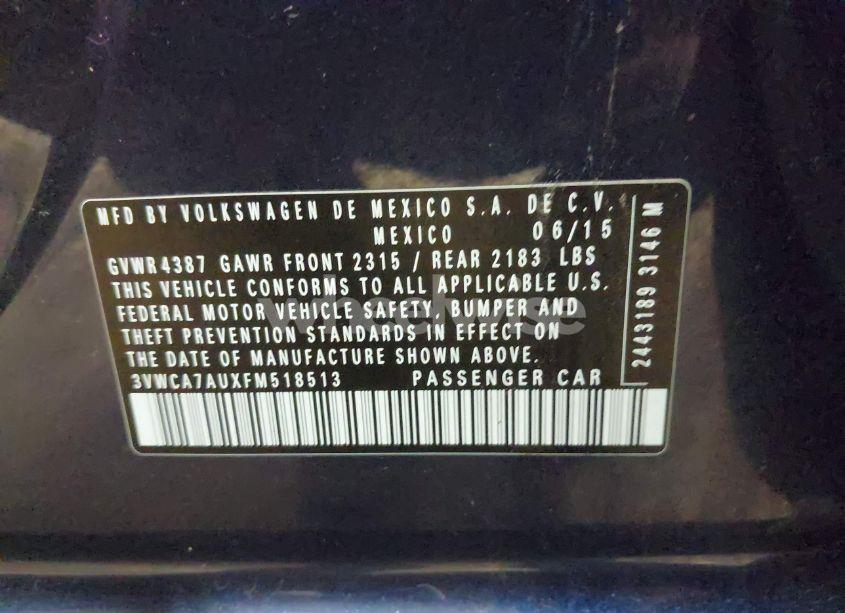 MFD BY VOLKSWAGEN DE MEXICO S.A. DE C.V.
MEXICO 06/15
GVWR4387 GAWR FRONT 2315 / REAR 2183 LBS
THIS VEHICLE CONFORMS TO ALL APPLICABLE U.S.
FEDERAL MOTOR VEHICLE SAFETY, BUMPER AND
THEFT PREVENTION STANDARDS IN EFFECT ON
THE DATE OF MANUFACTURE SHOWN ABOVE.
3VWCA7AUXFM518513 PASSENGER CAR
2443189 3146 M
wheelwise